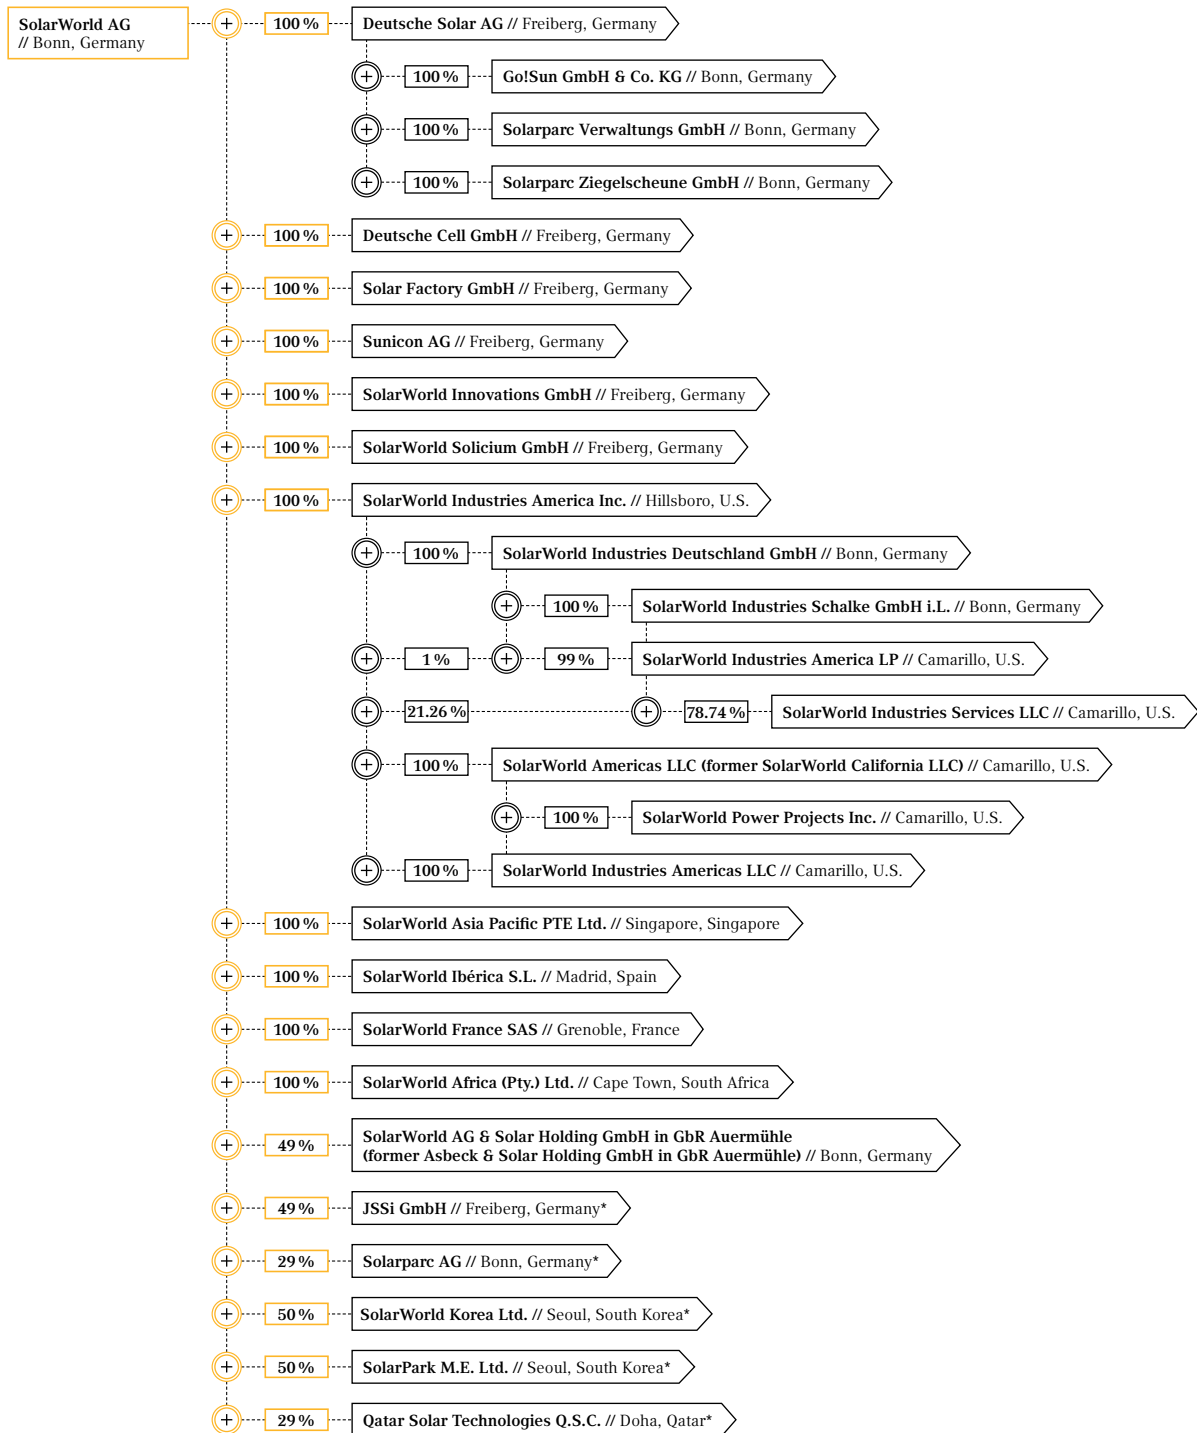 SolarWorld AG
// Bonn, Germany
100 % Deutsche Solar AG // Freiberg, Germany
100 % Go!Sun GmbH & Co. KG // Bonn, Germany
100 % Solarparc Verwaltungs GmbH // Bonn, Germany
100 % Solarparc Ziegelscheune GmbH // Bonn, Germany
100 % Deutsche Cell GmbH // Freiberg, Germany
100 % Solar Factory GmbH // Freiberg, Germany
100 % Sunicon AG // Freiberg, Germany
100 % SolarWorld Innovations GmbH // Freiberg, Germany
100 % SolarWorld Solicium GmbH // Freiberg, Germany
100 % SolarWorld Industries America Inc. // Hillsboro, U.S.
100 % SolarWorld Industries Deutschland GmbH // Bonn, Germany
100 % SolarWorld Industries Schalke GmbH i.L. // Bonn, Germany
1 % 99 % SolarWorld Industries America LP // Camarillo, U.S.
21.26 % 78.74 % SolarWorld Industries Services LLC // Camarillo, U.S.
100 % SolarWorld Americas LLC (former SolarWorld California LLC) // Camarillo, U.S.
100 % SolarWorld Power Projects Inc. // Camarillo, U.S.
100 % SolarWorld Industries Americas LLC // Camarillo, U.S.
100 % SolarWorld Asia Pacific PTE Ltd. // Singapore, Singapore
100 % SolarWorld Ibérica S.L. // Madrid, Spain
100 % SolarWorld France SAS // Grenoble, France
100 % SolarWorld Africa (Pty.) Ltd. // Cape Town, South Africa
49 % SolarWorld AG & Solar Holding GmbH in GbR Auermühle
(former Asbeck & Solar Holding GmbH in GbR Auermühle) // Bonn, Germany
49 % JSSi GmbH // Freiberg, Germany*
29 % Solarparc AG // Bonn, Germany*
50 % SolarWorld Korea Ltd. // Seoul, South Korea*
50 % SolarPark M.E. Ltd. // Seoul, South Korea*
29 % Qatar Solar Technologies Q.S.C. // Doha, Qatar*